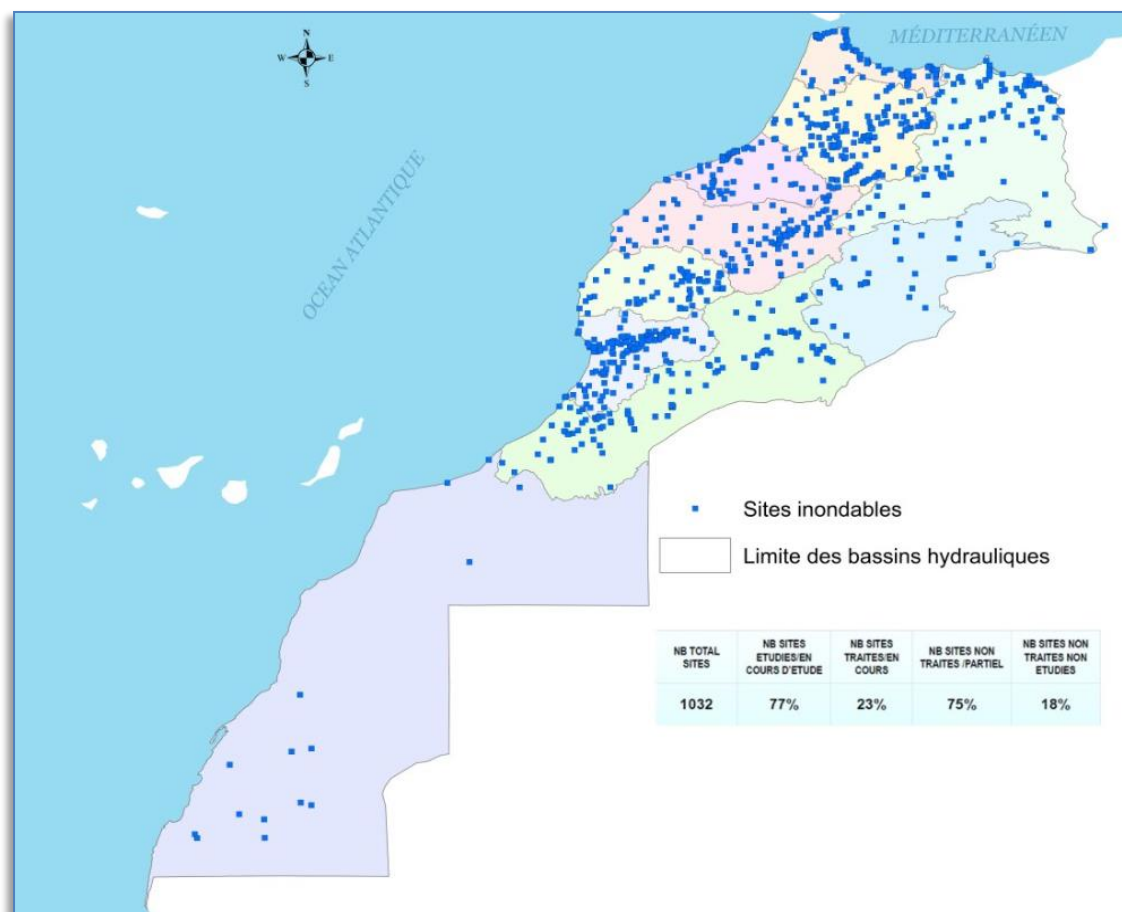 MÉDITERRANÉEN
N
W E
S
OCEAN ATLANTIQUE
Sites inondables
Limite des bassins hydrauliques
NB TOTAL SITES
NB SITES ETUDIES/EN COURS D'ETUDE
NB SITES TRAITES/EN COURS
NB SITES NON TRAITES /PARTIEL
NB SITES NON TRAITES NON ETUDIES
1032 77% 23% 75% 18%